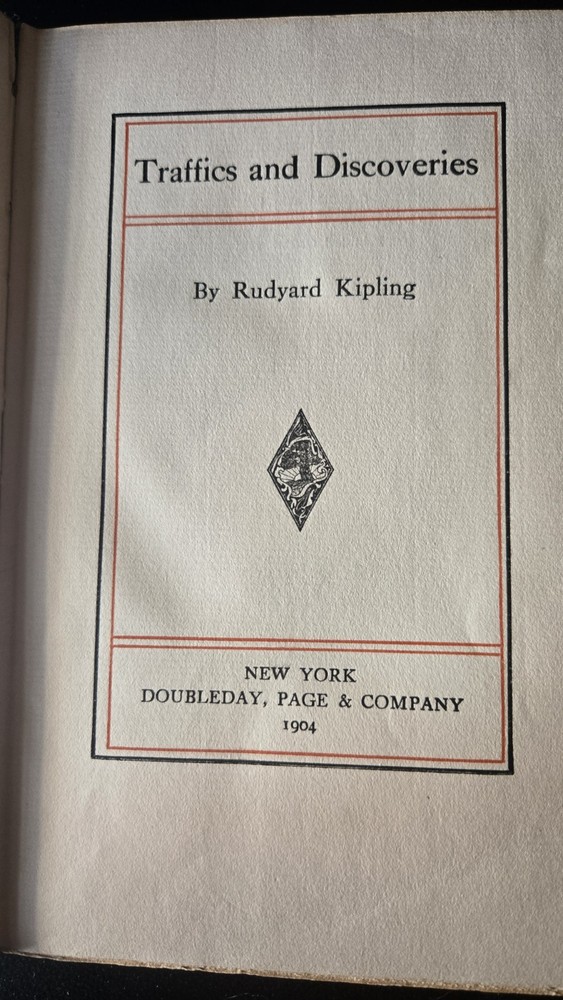 Traffics and Discoveries
By Rudyard Kipling
NEW YORK
DOUBLEDAY, PAGE & COMPANY
1904